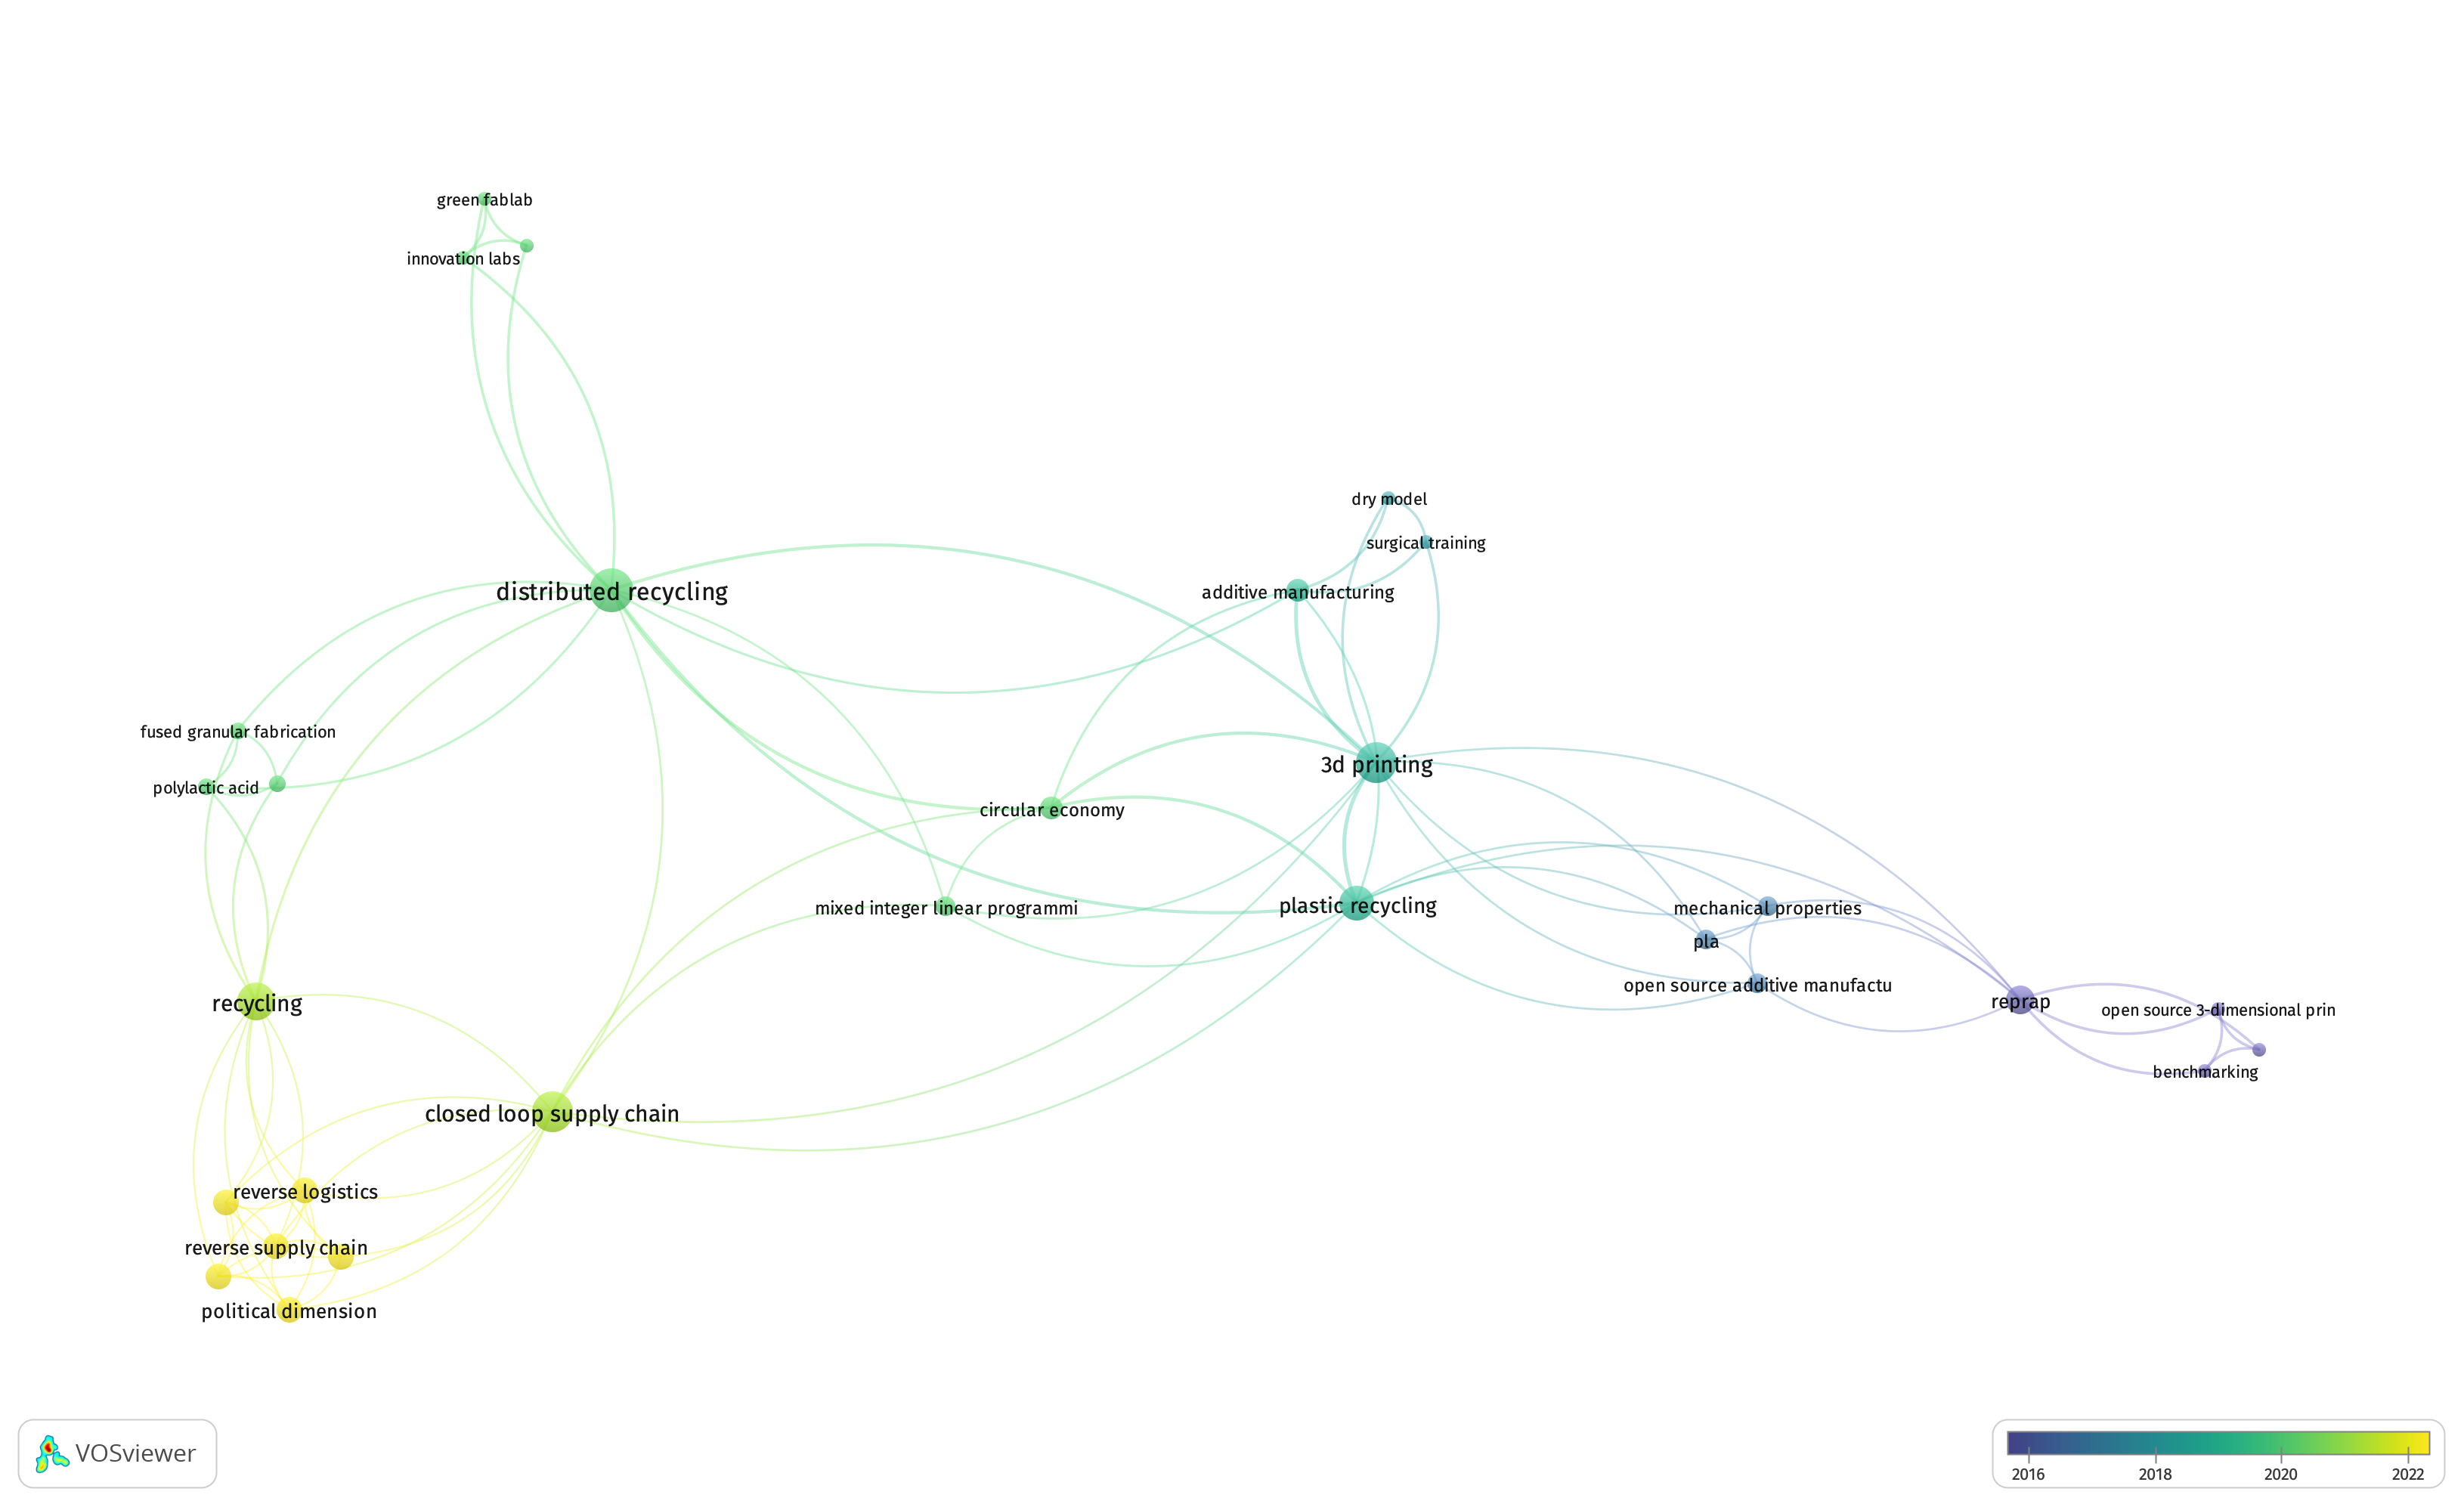 green fablab
innovation labs
dry model
surgical training
distributed recycling
additive manufacturing
fused granular fabrication
3d printing
polylactic acid
circular economy
plastic recycling
mixed integer linear programmi
mechanical properties
pla
open source additive manufactu
recycling
reprap
open source 3-dimensional prin
benchmarking
closed loop supply chain
reverse logistics
reverse supply chain
political dimension
VOSviewer
2016 2018 2020 2022